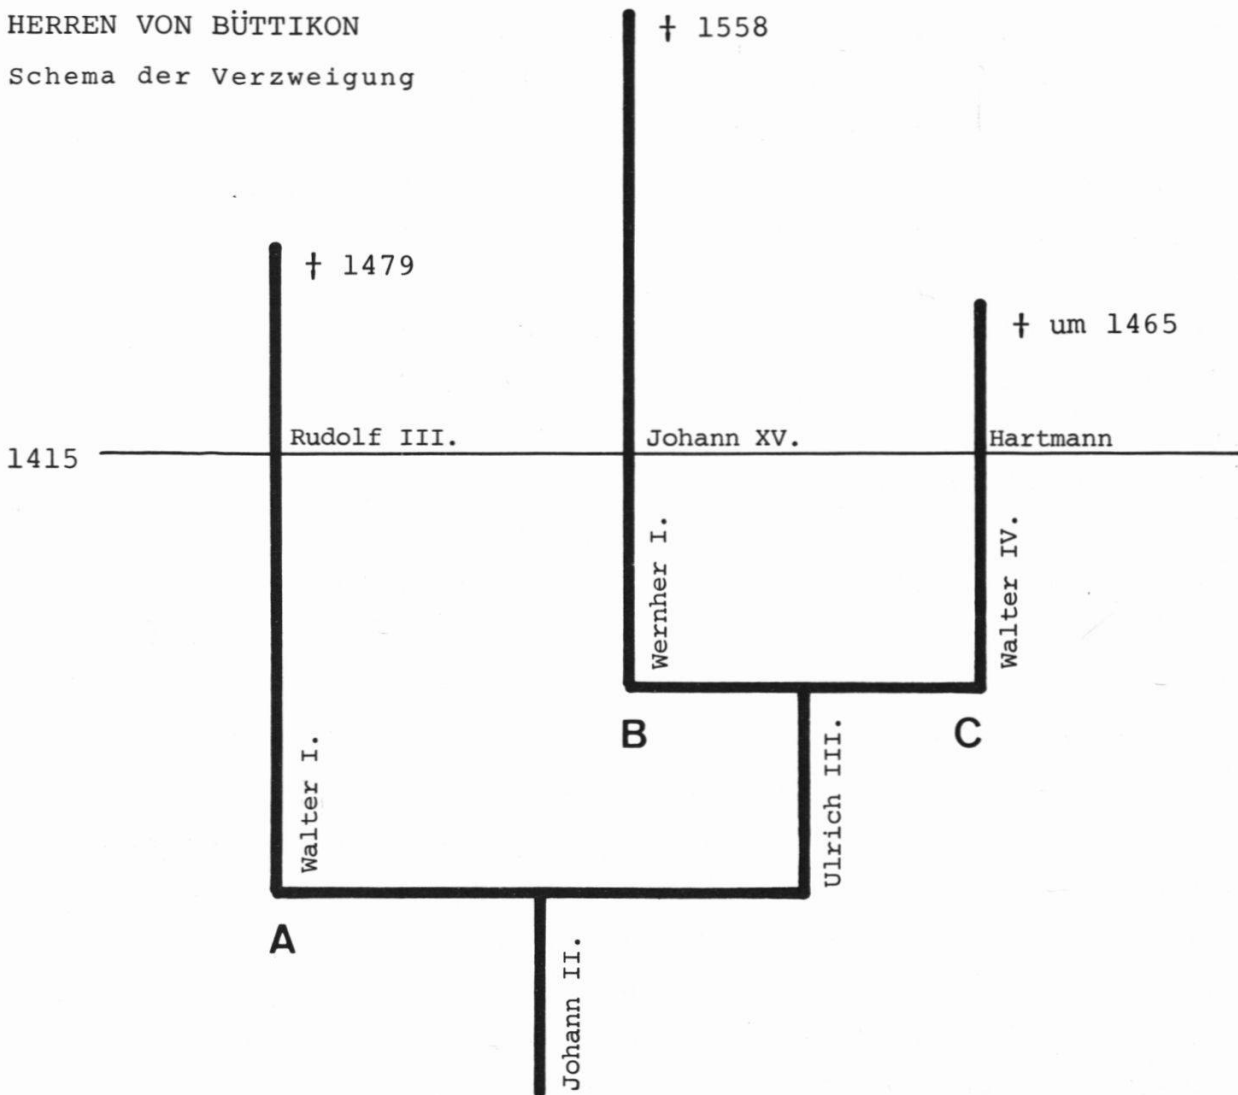 HERREN VON BÜTTIKON
Schema der Verzweigung
† 1558
† 1479
† um 1465
1415
Rudolf III.
Johann XV.
Hartmann
Wernher I.
Walter IV.
B
C
Walter I.
Ulrich III.
A
Johann II.